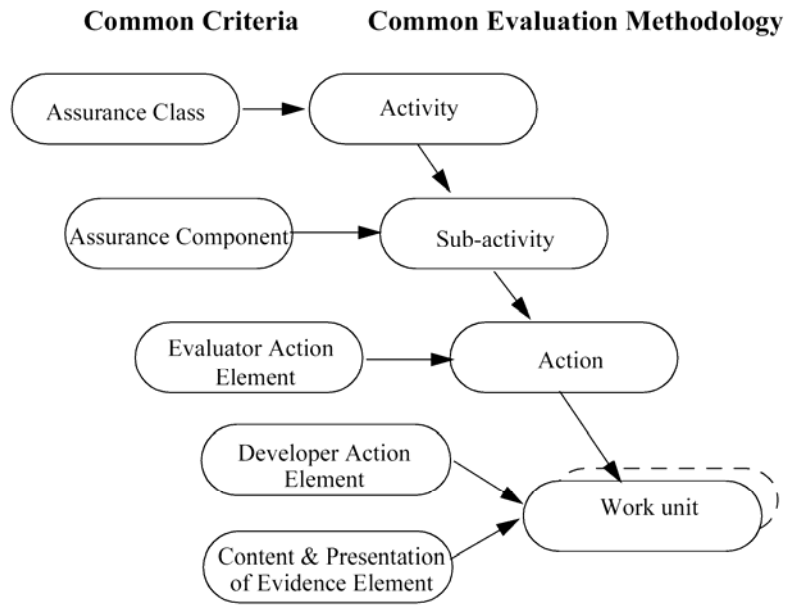 Common Criteria
Common Evaluation Methodology
Assurance Class
Activity
Assurance Component
Sub-activity
Evaluator Action
Element
Action
Developer Action
Element
Work unit
Content & Presentation
of Evidence Element